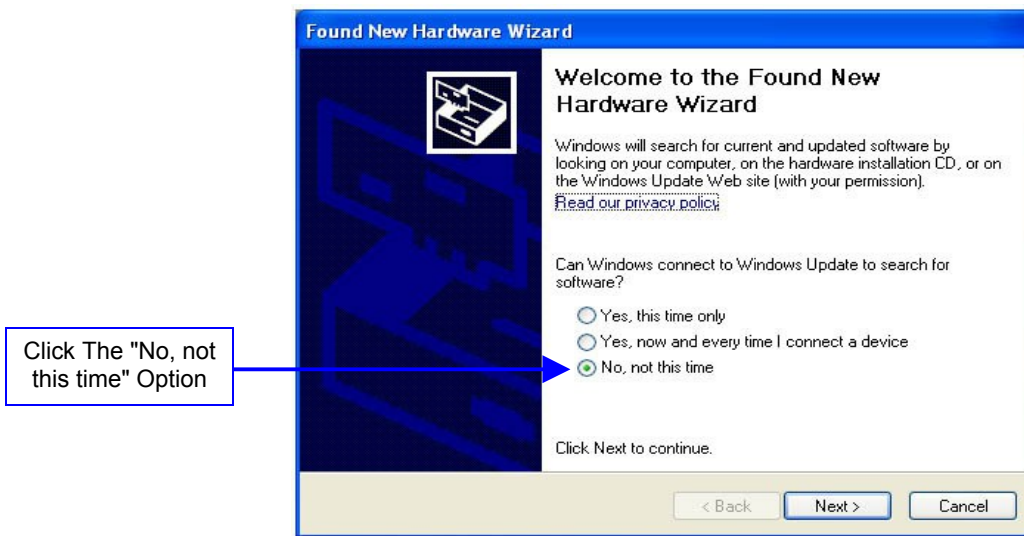 Found New Hardware Wizard
Welcome to the Found New
Hardware Wizard
Windows will search for current and updated software by
looking on your computer, on the hardware installation CD, or on
the Windows Update Web site (with your permission).
Read our privacy policy
Can Windows connect to Windows Update to search for
software?
Yes, this time only
Yes, now and every time I connect a device
No, not this time
Click The "No, not
this time" Option
Click Next to continue.
< Back
Next >
Cancel